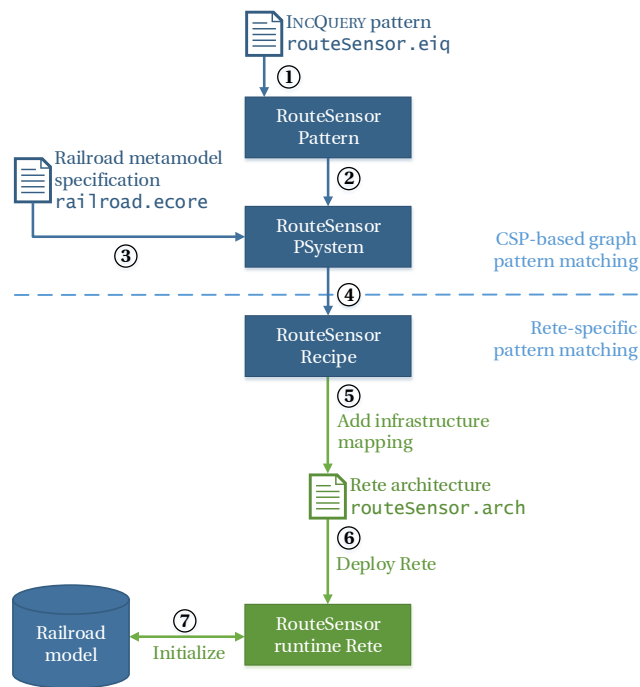 INCQUERY pattern
routeSensor.eiq
①
RouteSensor
Pattern
②
Railroad metamodel
specification
railroad.ecore
③
RouteSensor
PSystem
CSP-based graph
pattern matching
④
RouteSensor
Recipe
Rete-specific
pattern matching
⑤
Add infrastructure
mapping
Rete architecture
routeSensor.arch
⑥
Deploy Rete
Railroad
model
⑦
Initialize
RouteSensor
runtime Rete